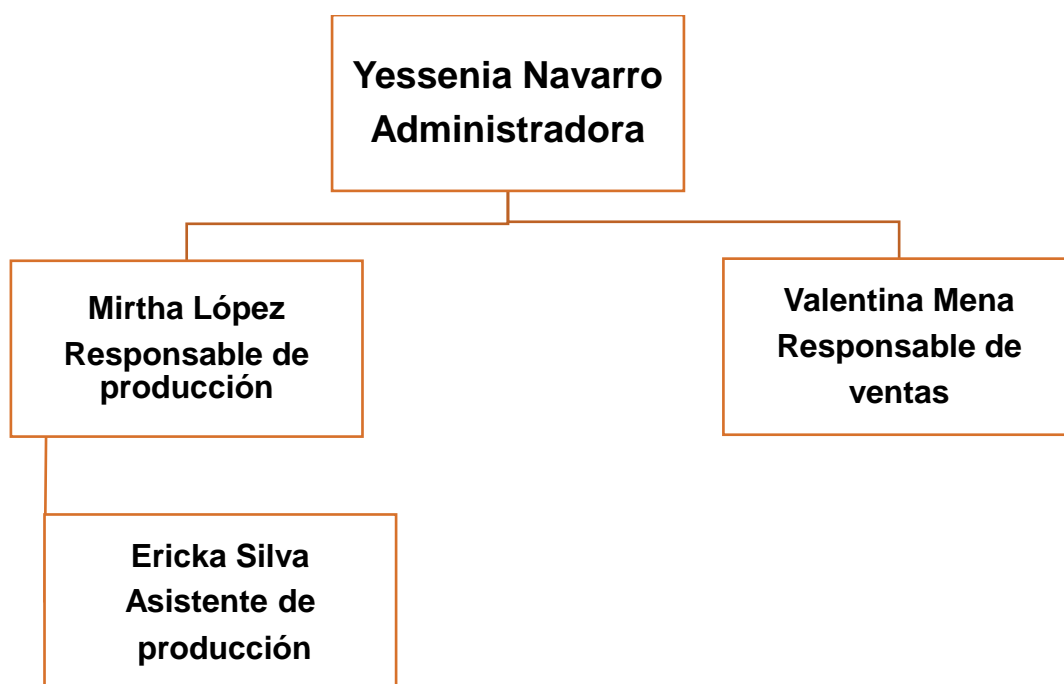 Yessenia Navarro
Administradora
Mirtha López
Responsable de
producción
Valentina Mena
Responsable de
ventas
Ericka Silva
Asistente de
producción